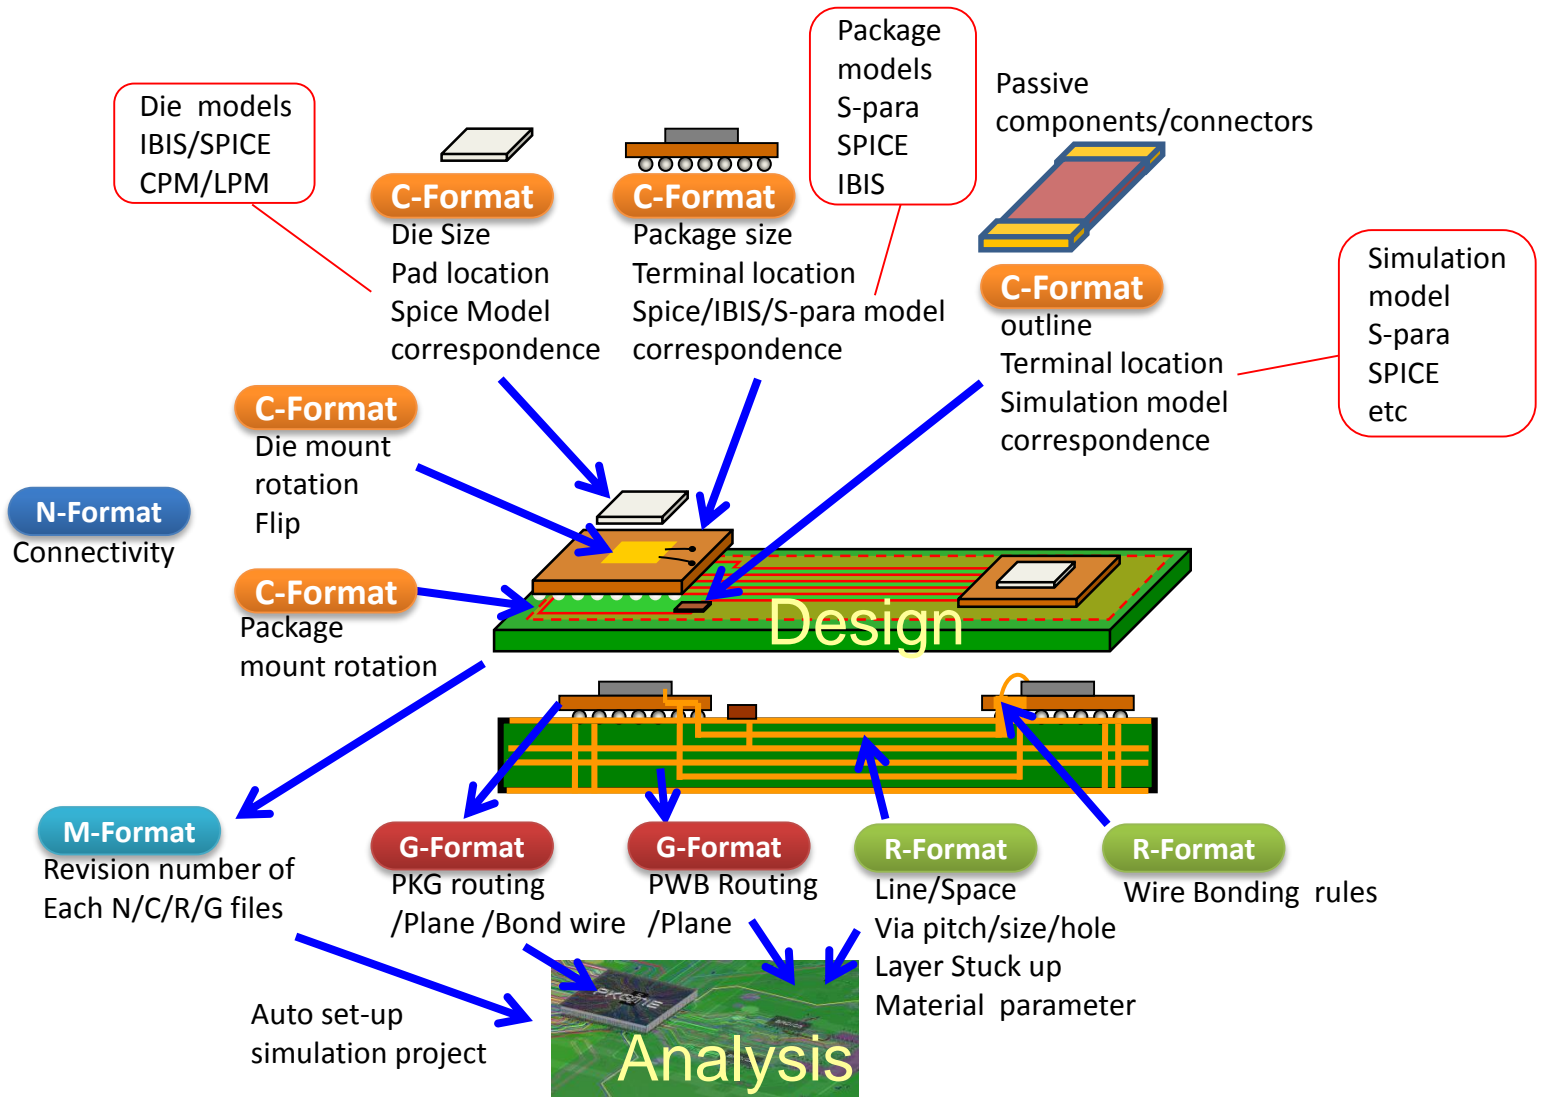 Package
models
S-para
SPICE
IBIS
Die models
IBIS/SPICE
CPM/LPM
Passive
components/connectors
C-Format
Die Size
Pad location
Spice Model
correspondence
C-Format
Package size
Terminal location
Spice/IBIS/S-para model
correspondence
C-Format
outline
Terminal location
Simulation model
correspondence
Simulation
model
S-para
SPICE
etc
C-Format
Die mount
rotation
Flip
N-Format
Connectivity
C-Format
Package
mount rotation
Design
M-Format
Revision number of
Each N/C/R/G files
G-Format
PKG routing
/Plane /Bond wire
G-Format
PWB Routing
/Plane
R-Format
Line/Space
Via pitch/size/hole
Layer Stuck up
Material parameter
R-Format
Wire Bonding rules
Auto set-up
simulation project
Analysis